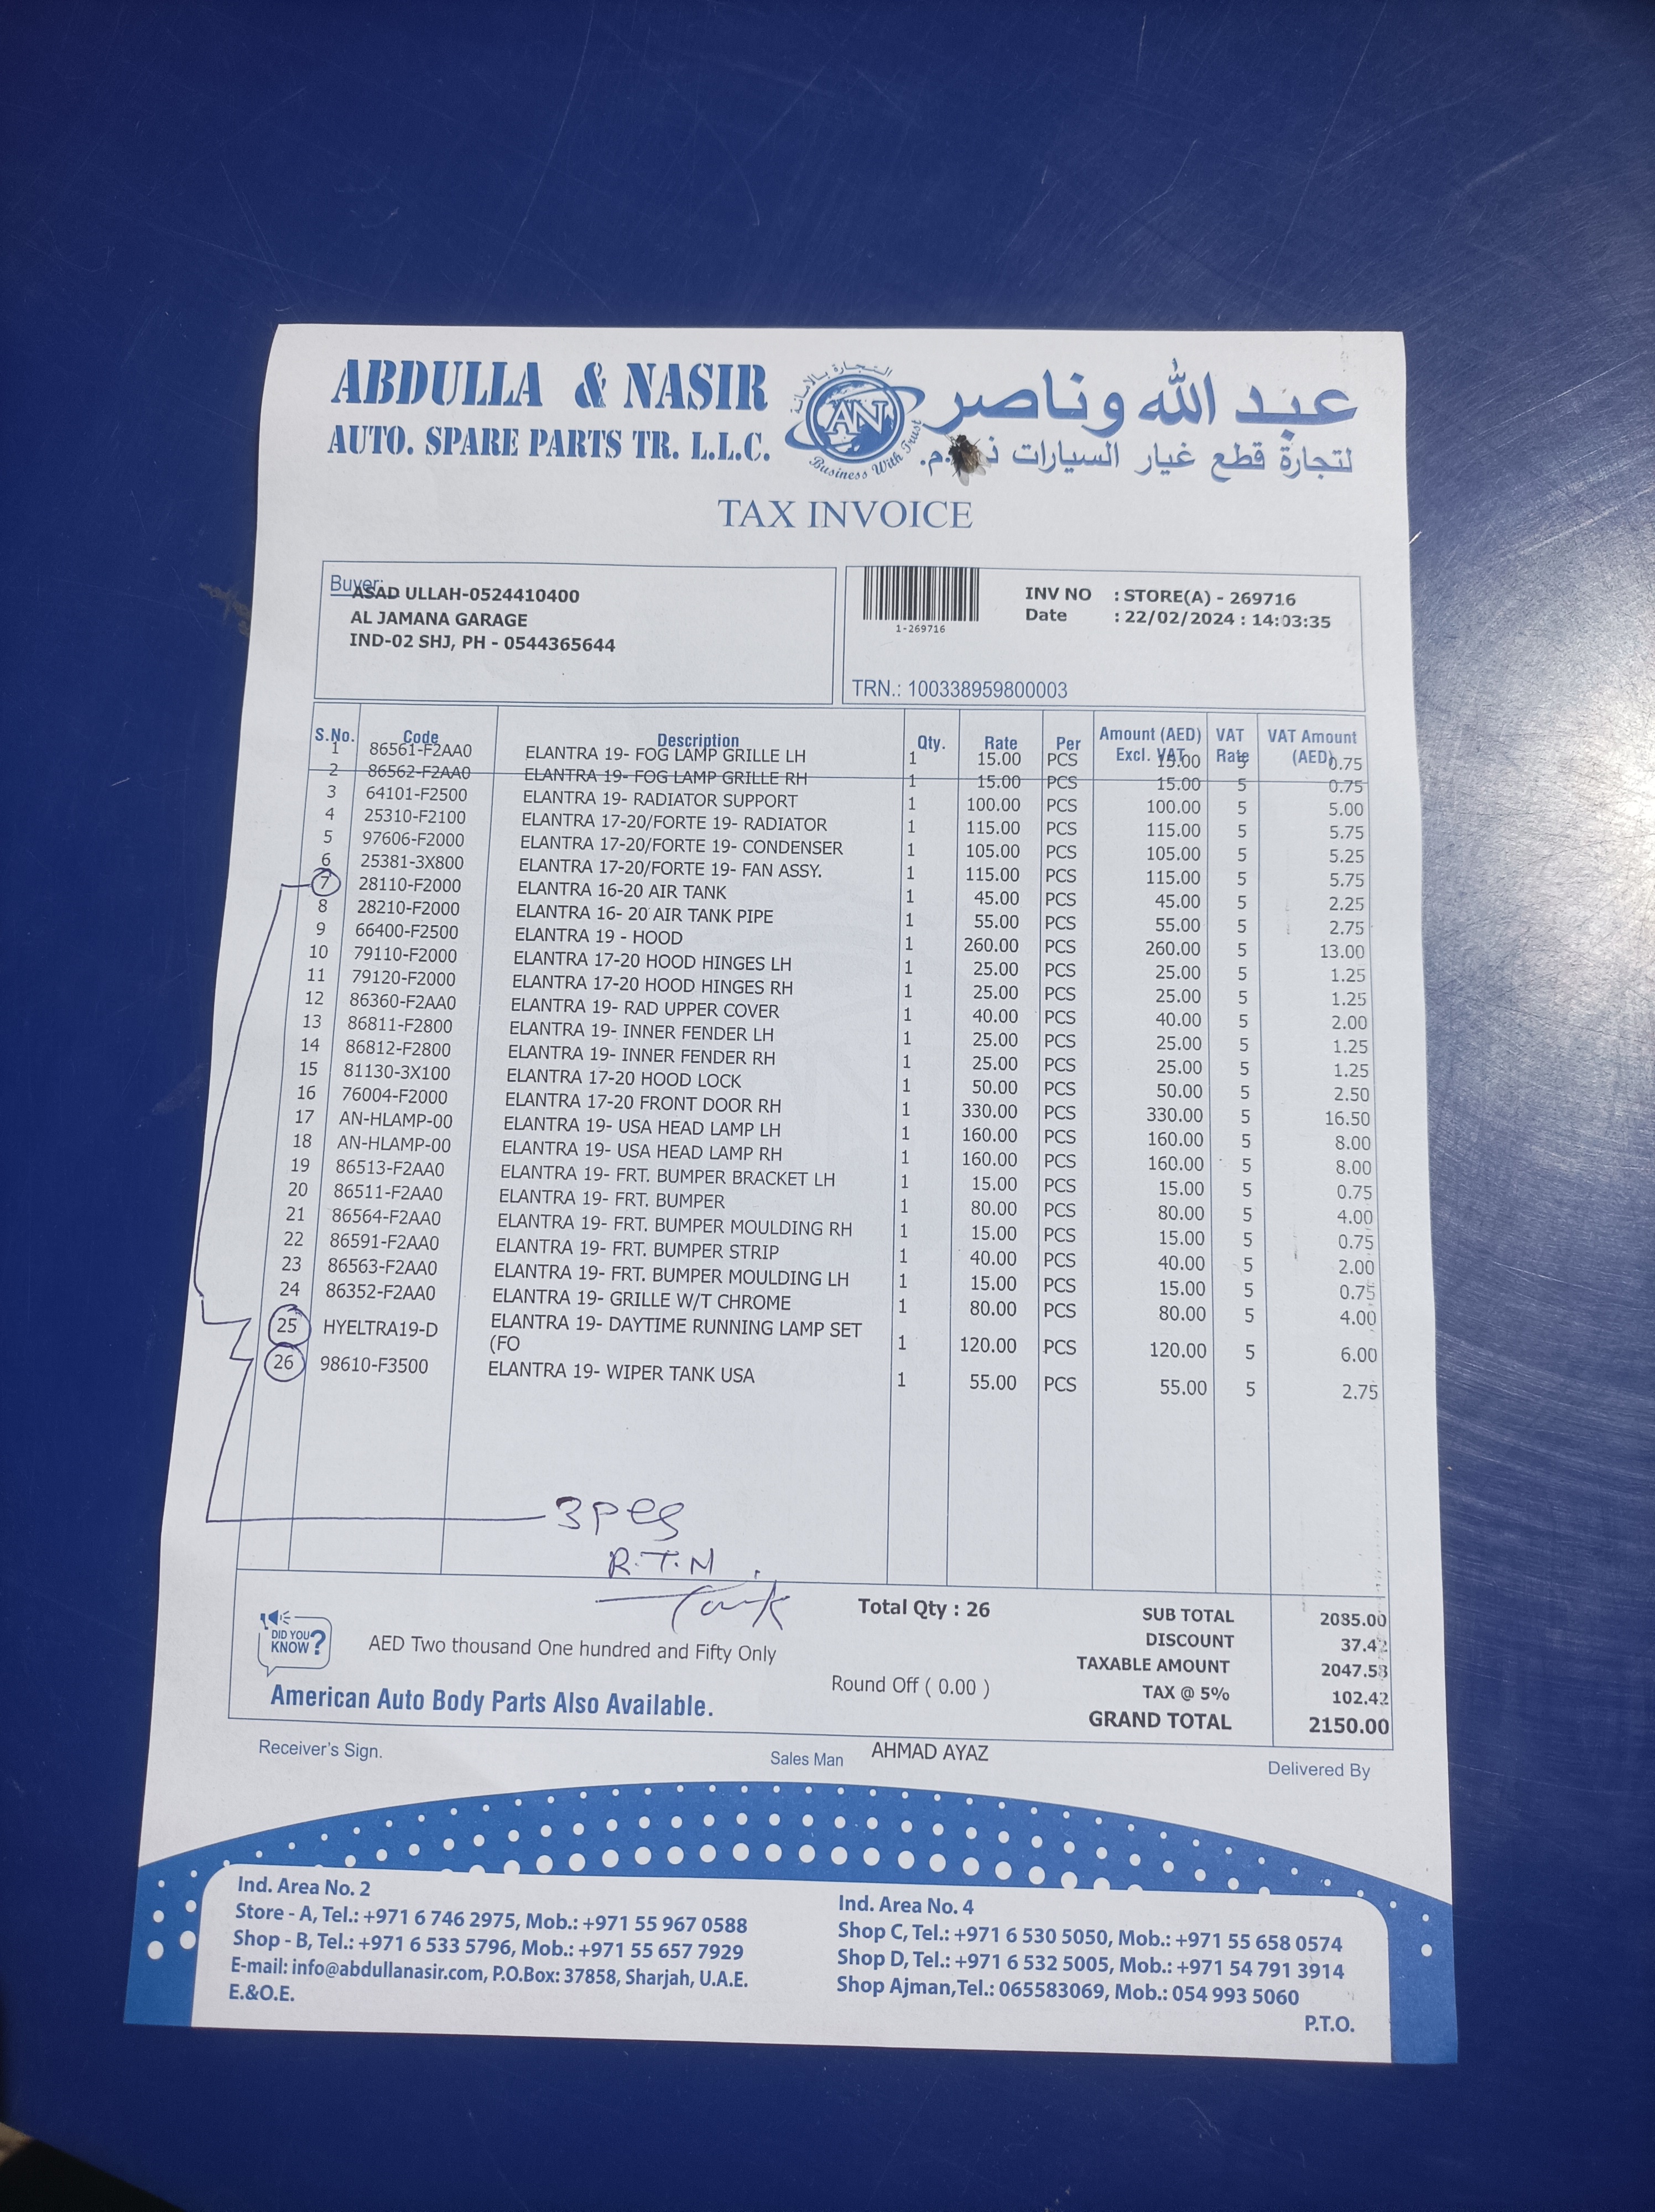 ABDULLA & NASIR
AUTO. SPARE PARTS TR. L.L.C.
التجارة بالامانة
AN
Business With Trust
عبد الله وناصر
لتجارة قطع غيار السيارات ذ.م.م.
TAX INVOICE
Buyer:
ASAD ULLAH-0524410400
AL JAMANA GARAGE
IND-02 SHJ, PH - 0544365644
1-269716
INV NO : STORE(A) - 269716
Date : 22/02/2024 : 14:03:35
TRN.: 100338959800003
S.No. Code Description Qty. Rate Per Amount (AED) Excl. VAT VAT Rate VAT Amount (AED)
1 86561-F2AA0 ELANTRA 19- FOG LAMP GRILLE LH 1 15.00 PCS 15.00 5 0.75
2 86562-F2AA0 ELANTRA 19- FOG LAMP GRILLE RH 1 15.00 PCS 15.00 5 0.75
3 64101-F2500 ELANTRA 19- RADIATOR SUPPORT 1 100.00 PCS 100.00 5 5.00
4 25310-F2100 ELANTRA 17-20/FORTE 19- RADIATOR 1 115.00 PCS 115.00 5 5.75
5 97606-F2000 ELANTRA 17-20/FORTE 19- CONDENSER 1 105.00 PCS 105.00 5 5.25
6 25381-3X800 ELANTRA 17-20/FORTE 19- FAN ASSY. 1 115.00 PCS 115.00 5 5.75
7 28110-F2000 ELANTRA 16-20 AIR TANK 1 45.00 PCS 45.00 5 2.25
8 28210-F2000 ELANTRA 16- 20 AIR TANK PIPE 1 55.00 PCS 55.00 5 2.75
9 66400-F2500 ELANTRA 19 - HOOD 1 260.00 PCS 260.00 5 13.00
10 79110-F2000 ELANTRA 17-20 HOOD HINGES LH 1 25.00 PCS 25.00 5 1.25
11 79120-F2000 ELANTRA 17-20 HOOD HINGES RH 1 25.00 PCS 25.00 5 1.25
12 86360-F2AA0 ELANTRA 19- RAD UPPER COVER 1 40.00 PCS 40.00 5 2.00
13 86811-F2800 ELANTRA 19- INNER FENDER LH 1 25.00 PCS 25.00 5 1.25
14 86812-F2800 ELANTRA 19- INNER FENDER RH 1 25.00 PCS 25.00 5 1.25
15 81130-3X100 ELANTRA 17-20 HOOD LOCK 1 50.00 PCS 50.00 5 2.50
16 76004-F2000 ELANTRA 17-20 FRONT DOOR RH 1 330.00 PCS 330.00 5 16.50
17 AN-HLAMP-00 ELANTRA 19- USA HEAD LAMP LH 1 160.00 PCS 160.00 5 8.00
18 AN-HLAMP-00 ELANTRA 19- USA HEAD LAMP RH 1 160.00 PCS 160.00 5 8.00
19 86513-F2AA0 ELANTRA 19- FRT. BUMPER BRACKET LH 1 15.00 PCS 15.00 5 0.75
20 86511-F2AA0 ELANTRA 19- FRT. BUMPER 1 80.00 PCS 80.00 5 4.00
21 86564-F2AA0 ELANTRA 19- FRT. BUMPER MOULDING RH 1 15.00 PCS 15.00 5 0.75
22 86591-F2AA0 ELANTRA 19- FRT. BUMPER STRIP 1 40.00 PCS 40.00 5 2.00
23 86563-F2AA0 ELANTRA 19- FRT. BUMPER MOULDING LH 1 15.00 PCS 15.00 5 0.75
24 86352-F2AA0 ELANTRA 19- GRILLE W/T CHROME 1 80.00 PCS 80.00 5 4.00
25 HYELTRA19-D ELANTRA 19- DAYTIME RUNNING LAMP SET 1 120.00 PCS 120.00 5 6.00
(FO
26 98610-F3500 ELANTRA 19- WIPER TANK USA 1 55.00 PCS 55.00 5 2.75
3 pes
R.T.N
Total Qty : 26
SUB TOTAL 2085.00
DISCOUNT 37.42
TAXABLE AMOUNT 2047.58
TAX @ 5% 102.42
GRAND TOTAL 2150.00
DID YOU
KNOW?
AED Two thousand One hundred and Fifty Only
Round Off ( 0.00 )
American Auto Body Parts Also Available.
Receiver's Sign.
Sales Man AHMAD AYAZ
Delivered By
Ind. Area No. 2
Store - A, Tel.: +971 6 746 2975, Mob.: +971 55 967 0588
Shop - B, Tel.: +971 6 533 5796, Mob.: +971 55 657 7929
E-mail: info@abdullanasir.com, P.O.Box: 37858, Sharjah, U.A.E.
E.&O.E.
Ind. Area No. 4
Shop C, Tel.: +971 6 530 5050, Mob.: +971 55 658 0574
Shop D, Tel.: +971 6 532 5005, Mob.: +971 54 791 3914
Shop Ajman,Tel.: 065583069, Mob.: 054 993 5060
P.T.O.